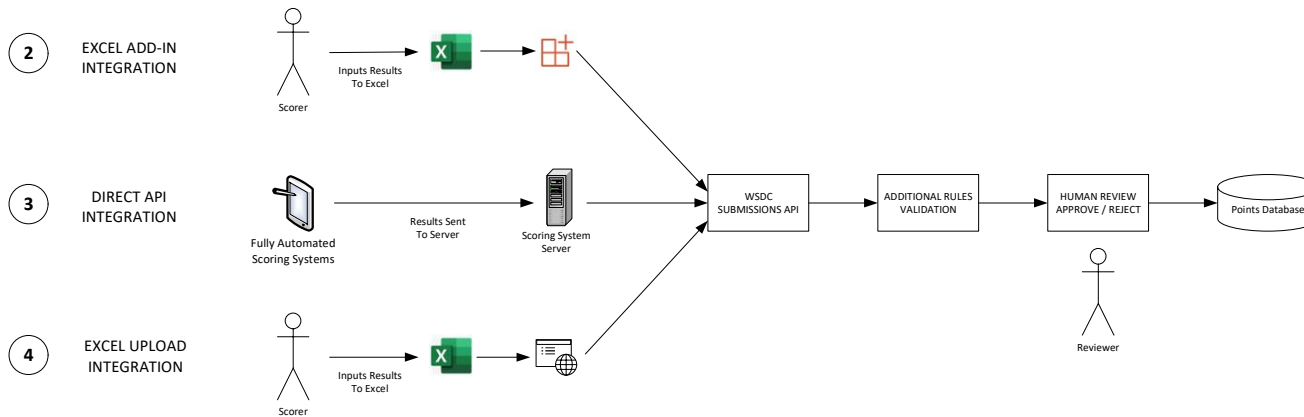 2
EXCEL ADD-IN
INTEGRATION
Inputs Results
To Excel
X
Scorer
3
DIRECT API
INTEGRATION
Fully Automated
Scoring Systems
Results Sent
To Server
Scoring System
Server
WSDC
SUBMISSIONS API
ADDITIONAL RULES
VALIDATION
HUMAN REVIEW
APPROVE / REJECT
Points Database
Reviewer
4
EXCEL UPLOAD
INTEGRATION
Inputs Results
To Excel
X
Scorer